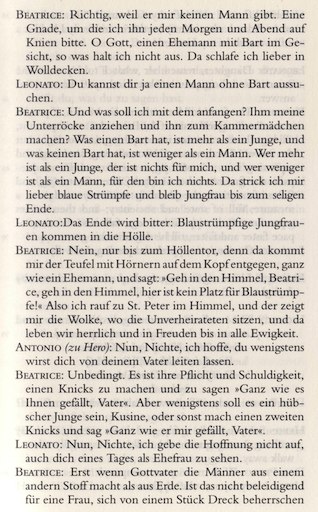 BEATRICE: Richtig, weil er mir keinen Mann gibt. Eine
Gnade, um die ich ihn jeden Morgen und Abend auf
Knien bitte. O Gott, einen Ehemann mit Bart im Ge-
sicht, so was halt ich nicht aus. Da schlafe ich lieber in
Wolldecken.
LEONATO: Du kannst dir ja einen Mann ohne Bart aussu-
chen.
BEATRICE: Und was soll ich mit dem anfangen? Ihm meine
Unterröcke anziehen und ihn zum Kammermädchen
machen? Was einen Bart hat, ist mehr als ein Junge, und
was keinen Bart hat, ist weniger als ein Mann. Wer mehr
ist als ein Junge, der ist nichts für mich, und wer weniger
ist als ein Mann, für den bin ich nichts. Da strick ich mir
lieber blaue Strümpfe und bleib Jungfrau bis zum seligen
Ende.
LEONATO:Das Ende wird bitter: Blaustrümpfige Jungfrau-
en kommen in die Hölle.
BEATRICE: Nein, nur bis zum Höllentor, denn da kommt
mir der Teufel mit Hörnern auf dem Kopf entgegen, ganz
wie ein Ehemann, und sagt: »Geh in den Himmel, Beatri-
ce, geh in den Himmel, hier ist kein Platz für Blaustrümp-
fe!« Also ich rauf zu St. Peter im Himmel, und der zeigt
mir die Wolke, wo die Unverheirateten sitzen, und da
leben wir herrlich und in Freuden bis in alle Ewigkeit.
ANTONIO (zu Hero): Nun, Nichte, ich hoffe, du wenigstens
wirst dich von deinem Vater leiten lassen.
BEATRICE: Unbedingt. Es ist ihre Pflicht und Schuldigkeit,
einen Knicks zu machen und zu sagen »Ganz wie es
Ihnen gefällt, Vater«. Aber wenigstens soll es ein hüb-
scher Junge sein, Kusine, oder sonst mach einen zweiten
Knicks und sag »Ganz wie er mir gefällt, Vater«.
LEONATO: Nun, Nichte, ich gebe die Hoffnung nicht auf,
auch dich eines Tages als Ehefrau zu sehen.
BEATRICE: Erst wenn Gottvater die Männer aus einem
andern Stoff macht als aus Erde. Ist das nicht beleidigend
für eine Frau, sich von einem Stück Dreck beherrschen